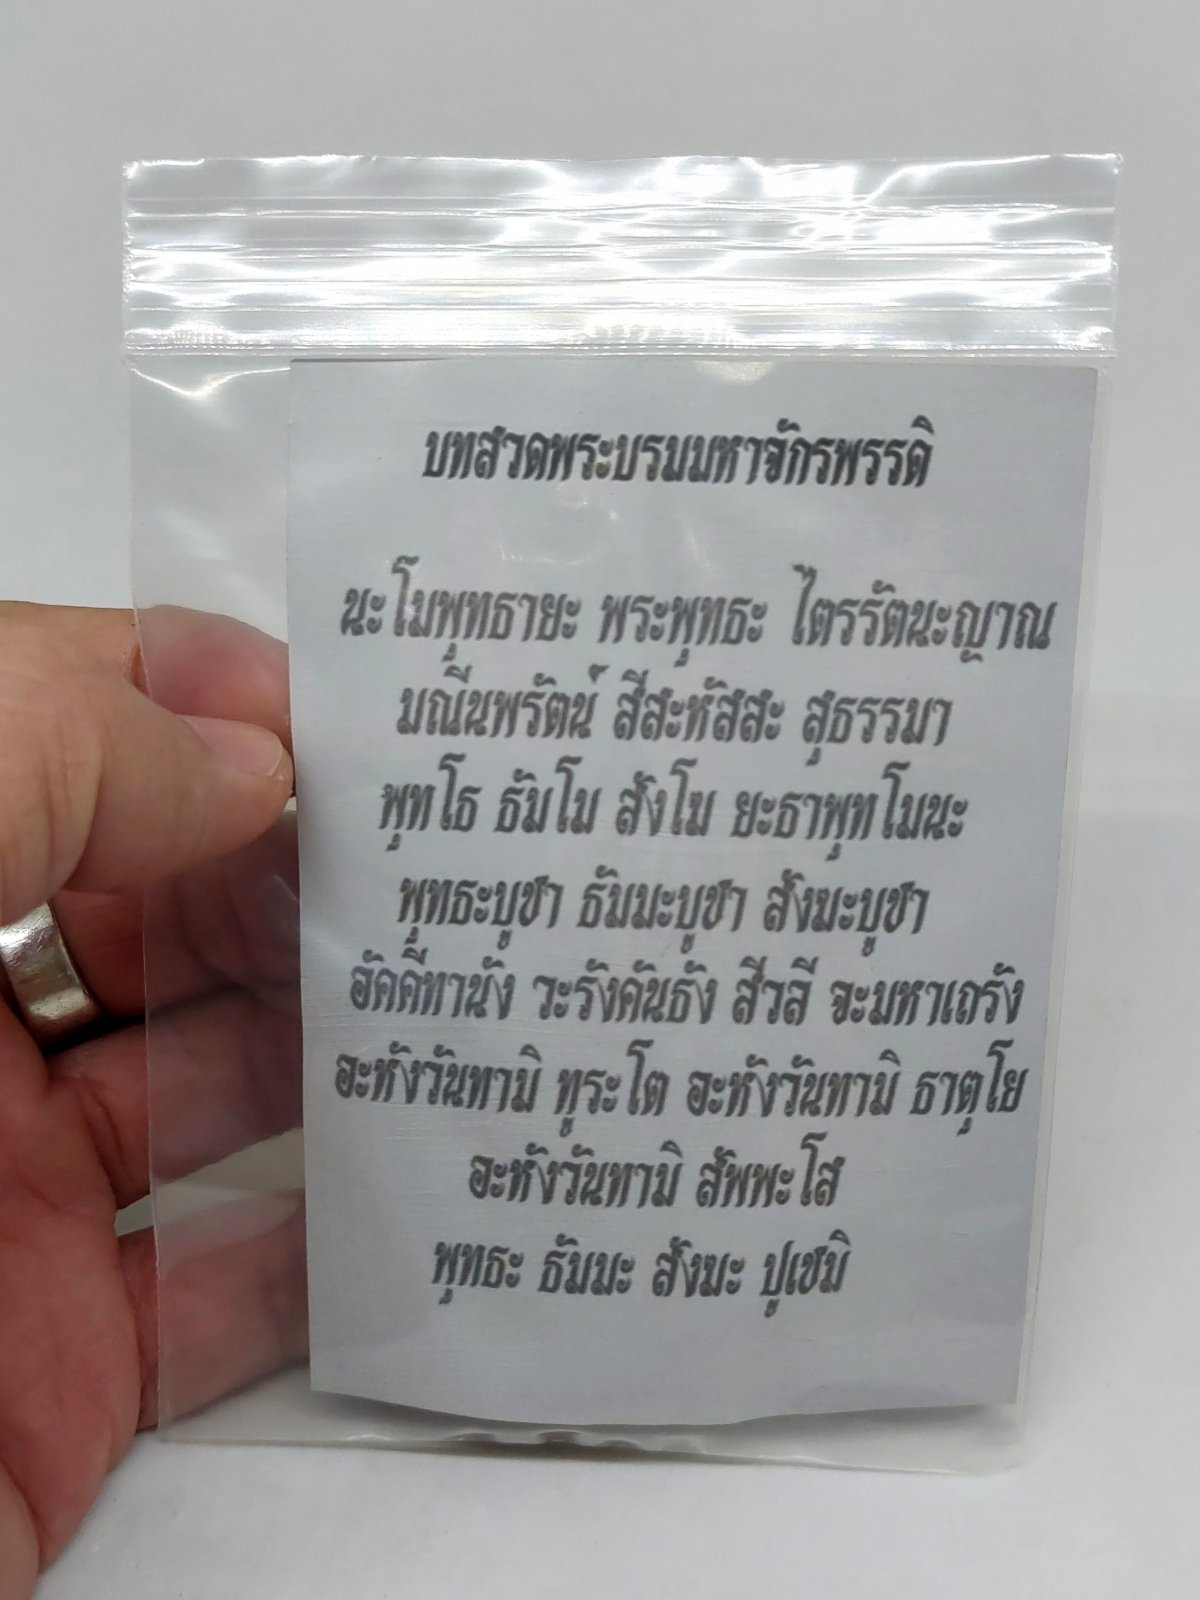 บทสวดพระบรมมหาจักรพรรดิ
นะโมพุทธายะ พระพุทธะ ไตรรัตนะญาณ
มณีนพรัตน์ สีสะหัสสะ สุธรรมา
พุทโธ ธัมโม สังโฆ ยะธาพุทโมนะ
พุทธะบูชา ธัมมะบูชา สังฆะบูชา
อัคคีทานัง วะรังคันธัง สีวลี จะมหาเถรัง
อะหังวันทามิ ทูระโต อะหังวันทามิ ธาตุโย
อะหังวันทามิ สัพพะโส
พุทธะ ธัมมะ สังฆะ ปูเชมิ